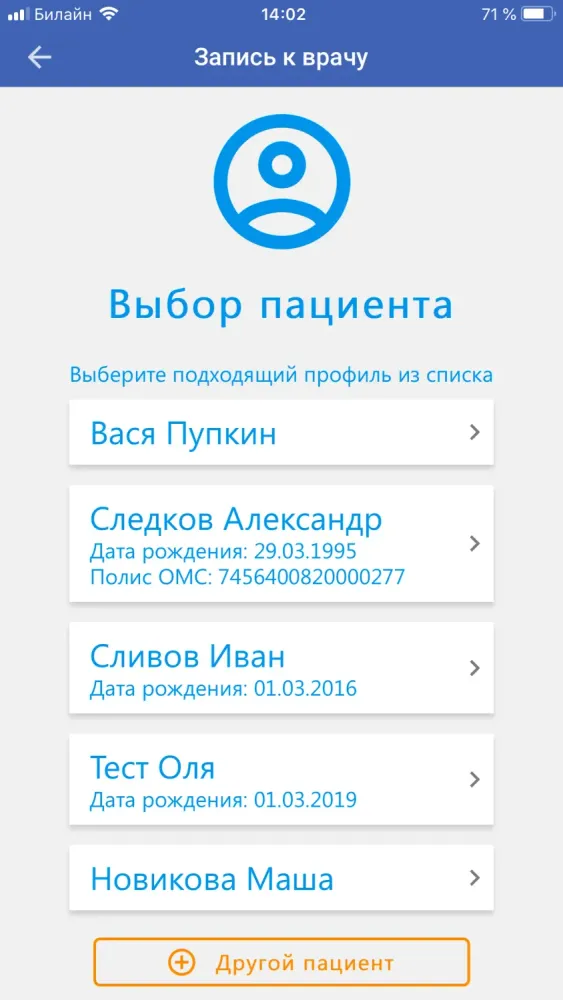 Билайн 14:02 71 %
Запись к врачу
Выбор пациента
Выберите подходящий профиль из списка
Вася Пупкин
Следков Александр
Дата рождения: 29.03.1995
Полис ОМС: 7456400820000277
Сливов Иван
Дата рождения: 01.03.2016
Тест Оля
Дата рождения: 01.03.2019
Новикова Маша
Другой пациент